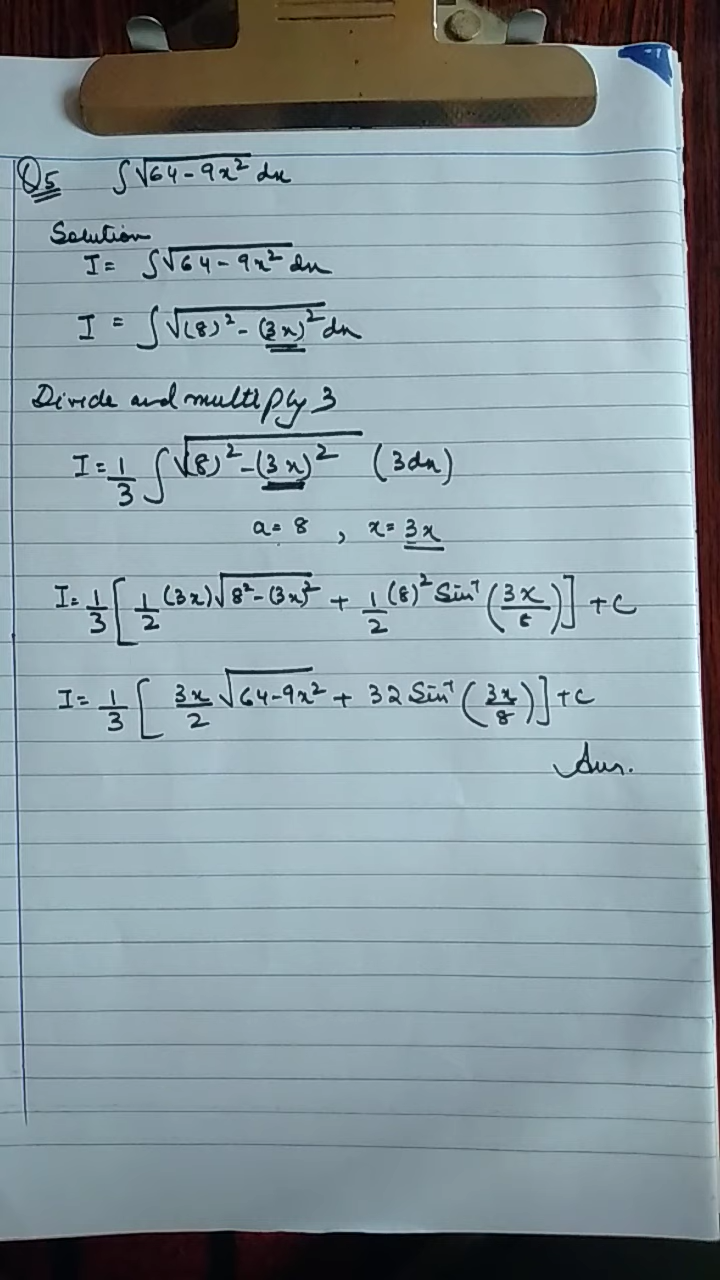 Q5 ∫√64-9x² dx
Solution
I = ∫√64-9x² dx
I = ∫√(8)²-(3x)² dx
Divide and multiply 3
I = 1/3 ∫√(8)²-(3x)² (3dx)
a = 8 , x = 3x
I = 1/3 [ 1/2 (3x)√8²-(3x)² + 1/2 (8)² Sin⁻¹ (3x/8)] + C
I = 1/3 [ 3x/2 √64-9x² + 32 Sin⁻¹ (3x/8)] + C
Ans.